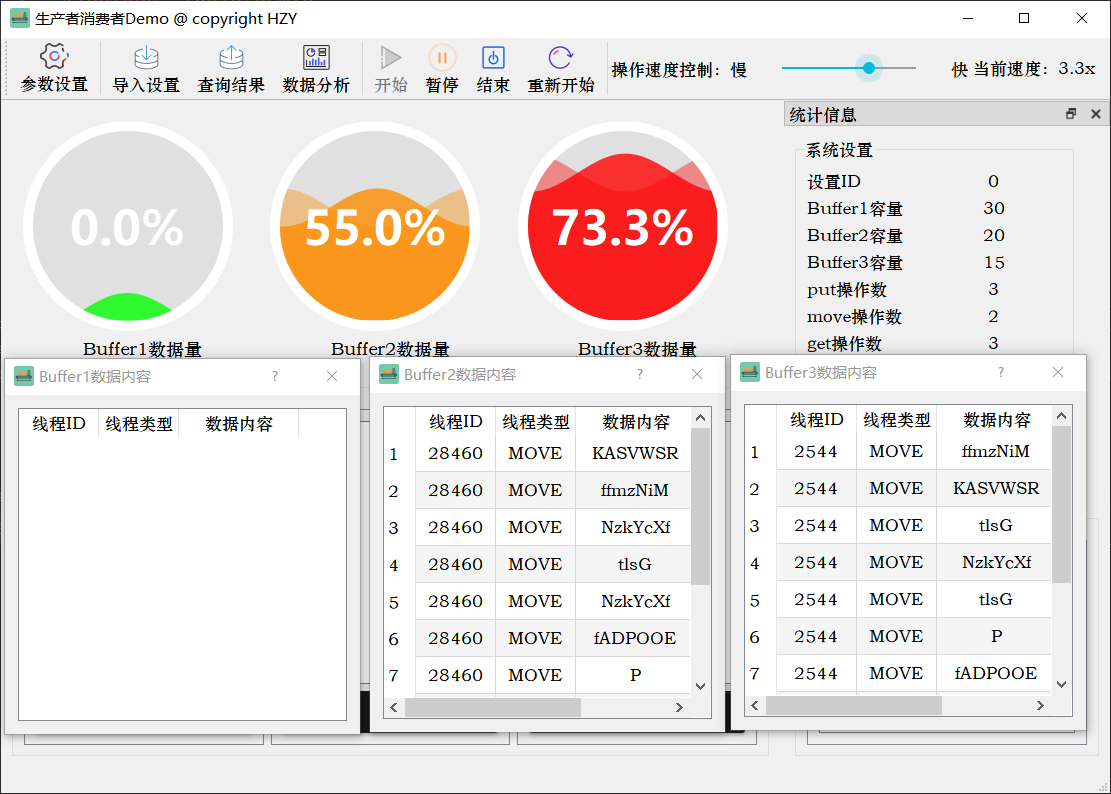 生产者消费者Demo @ copyright HZY
参数设置 导入设置 查询结果 数据分析 开始 暂停 结束 重新开始 操作速度控制：慢 快 当前速度：3.3x
统计信息
系统设置
设置ID 0
Buffer1容量 30
Buffer2容量 20
Buffer3容量 15
put操作数 3
move操作数 2
get操作数 3
0.0% 55.0% 73.3%
Buffer1数据量 Buffer2数据量 Buffer3数据量
Buffer1数据内容 ?
线程ID 线程类型 数据内容
Buffer2数据内容 ?
线程ID 线程类型 数据内容
1 28460 MOVE KASVWSR
2 28460 MOVE ffmzNiM
3 28460 MOVE NzkYcXf
4 28460 MOVE tlsG
5 28460 MOVE NzkYcXf
6 28460 MOVE fADPOOE
7 28460 MOVE P
Buffer3数据内容 ?
线程ID 线程类型 数据内容
1 2544 MOVE ffmzNiM
2 2544 MOVE KASVWSR
3 2544 MOVE tlsG
4 2544 MOVE NzkYcXf
5 2544 MOVE tlsG
6 2544 MOVE P
7 2544 MOVE fADPOOE